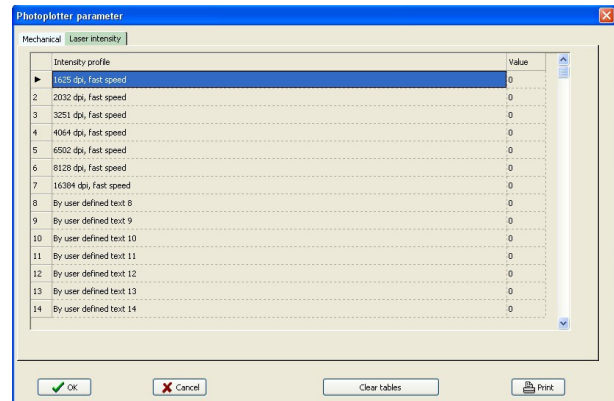 Photoplotter parameter
Mechanical Laser intensity
Intensity profile Value
1625 dpi, fast speed 0
2 2032 dpi, fast speed 0
3 3251 dpi, fast speed 0
4 4064 dpi, fast speed 0
5 6502 dpi, fast speed 0
6 8128 dpi, fast speed 0
7 16384 dpi, fast speed 0
8 By user defined text 8 0
9 By user defined text 9 0
10 By user defined text 10 0
11 By user defined text 11 0
12 By user defined text 12 0
13 By user defined text 13 0
14 By user defined text 14 0
OK Cancel Clear tables Print